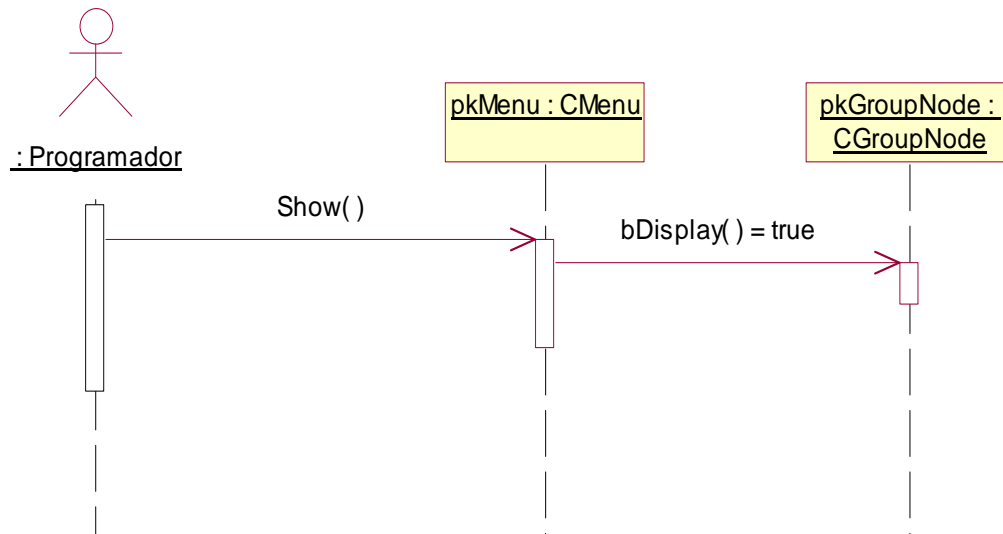 : Programador
pkMenu : CMenu
pkGroupNode :
CGroupNode
Show( )
bDisplay( ) = true